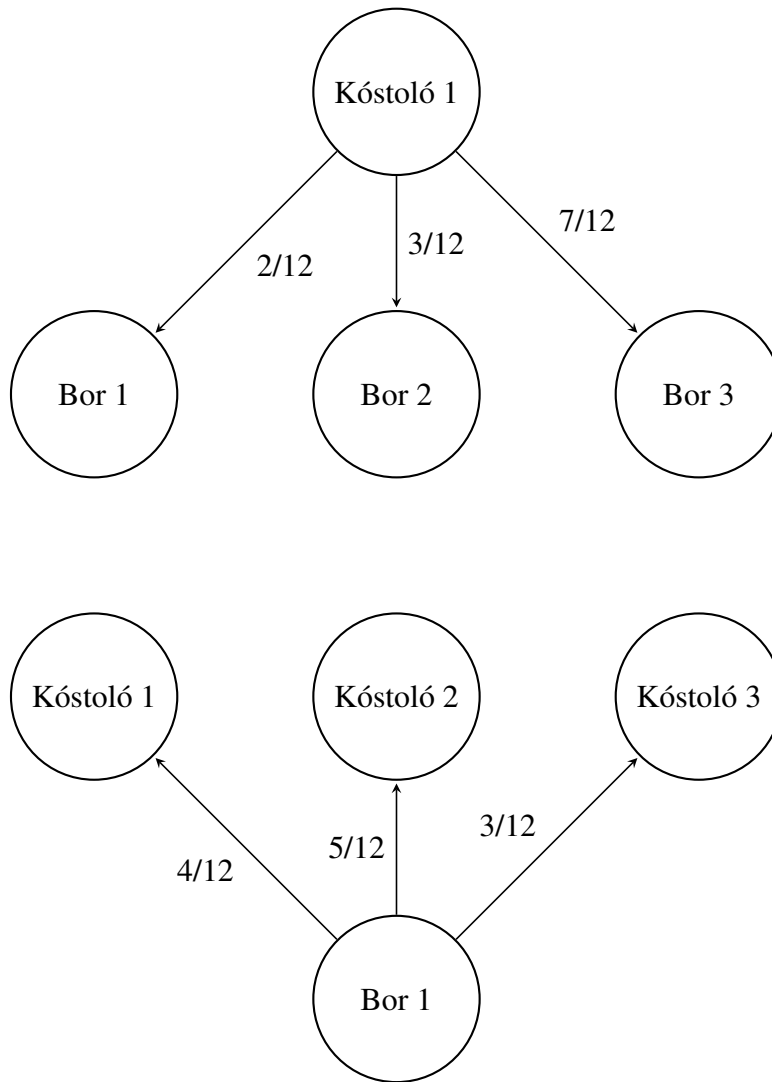 Kóstoló 1
2/12
3/12
7/12
Bor 1
Bor 2
Bor 3
Kóstoló 1
Kóstoló 2
Kóstoló 3
4/12
5/12
3/12
Bor 1